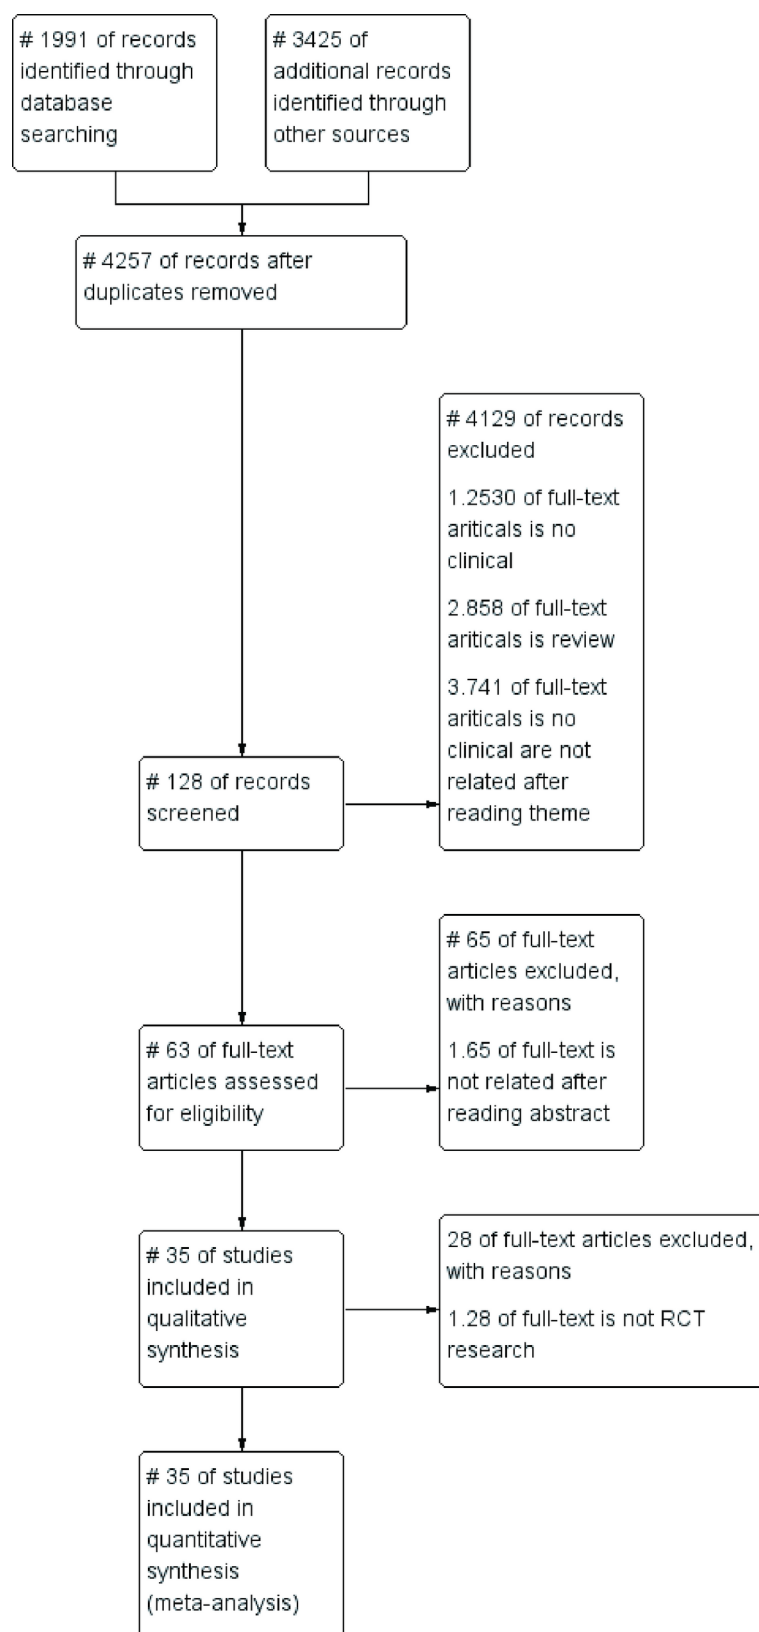 # 1991 of records
identified through
database
searching
# 3425 of
additional records
identified through
other sources
# 4257 of records after
duplicates removed
# 4129 of records
excluded
1.2530 of full-text
ariticals is no
clinical
2.858 of full-text
ariticals is review
3.741 of full-text
ariticals is no
clinical are not
related after
reading theme
# 128 of records
screened
# 65 of full-text
articles excluded,
with reasons
1.65 of full-text is
not related after
reading abstract
# 63 of full-text
articles assessed
for eligibility
28 of full-text articles excluded,
with reasons
1.28 of full-text is not RCT
research
# 35 of studies
included in
qualitative
synthesis
# 35 of studies
included in
quantitative
synthesis
(meta-analysis)